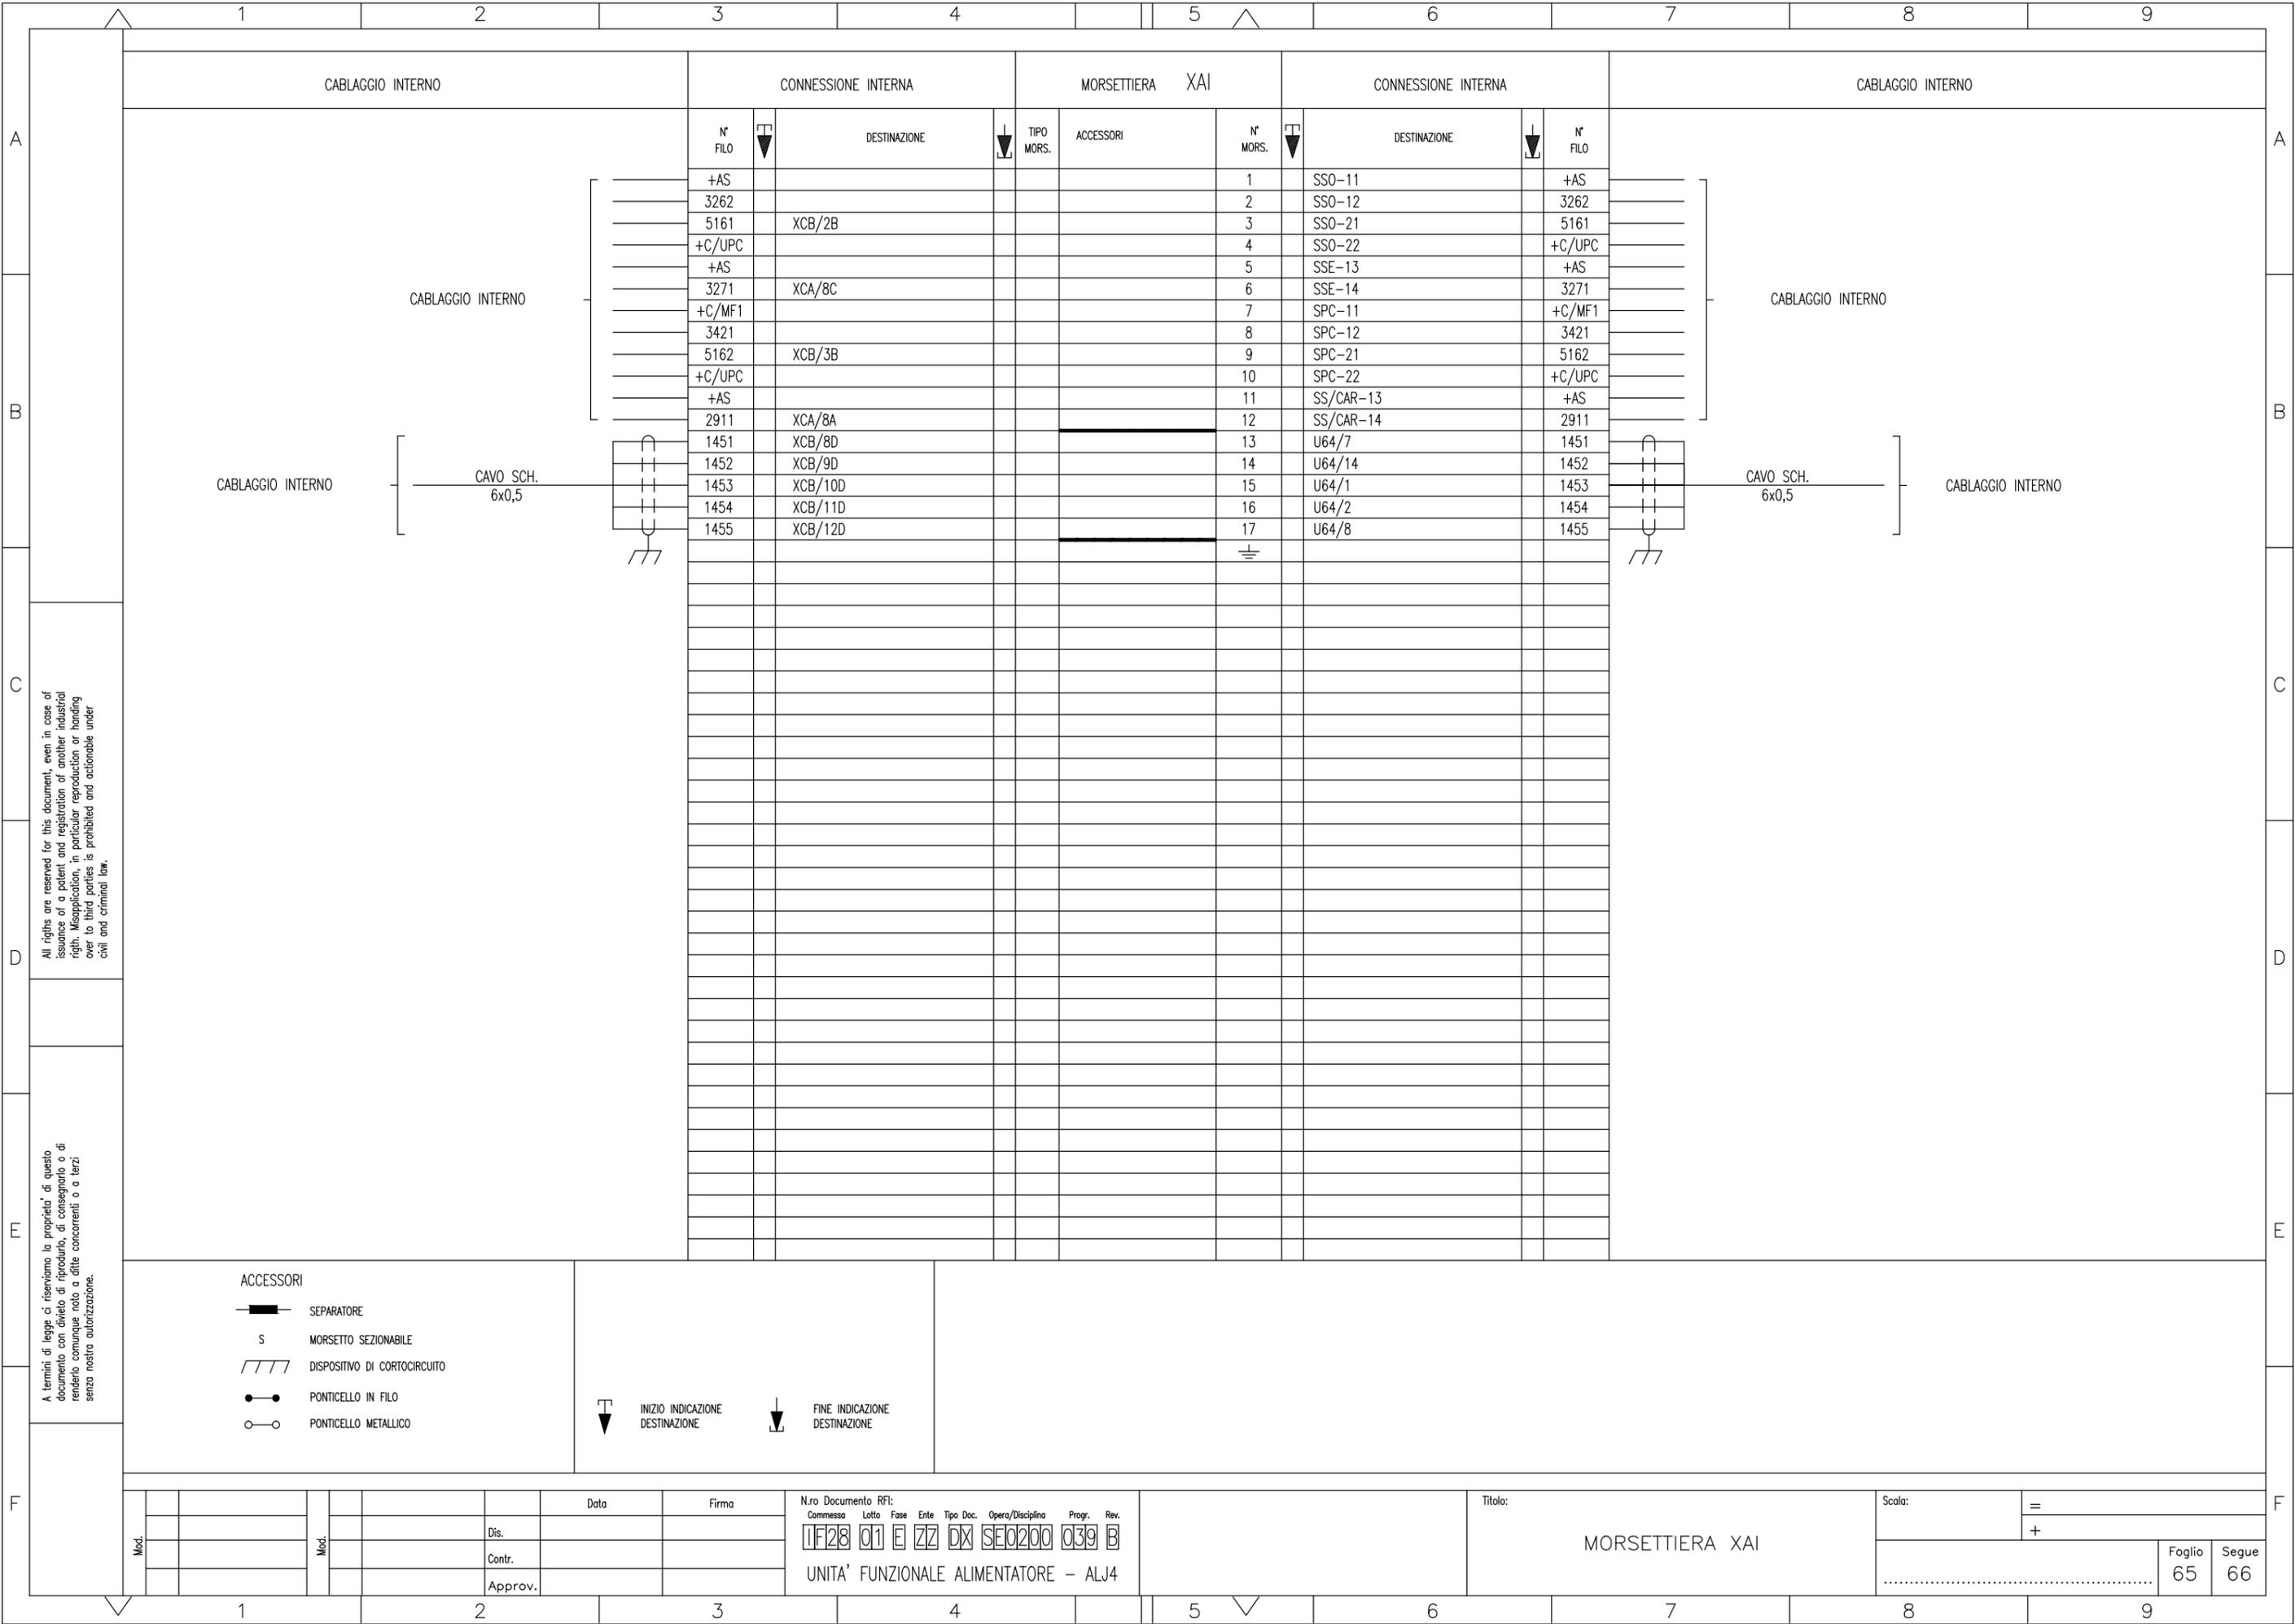 1 2 3 4 5 6 7 8 9
CABLAGGIO INTERNO CONNESSIONE INTERNA MORSETTIERA XAI CONNESSIONE INTERNA CABLAGGIO INTERNO
N° FILO DESTINAZIONE TIPO MORS. ACCESSORI N° MORS. DESTINAZIONE N° FILO
+AS 1 SSO-11 +AS
3262 2 SSO-12 3262
5161 XCB/2B 3 SSO-21 5161
+C/UPC 4 SSO-22 +C/UPC
+AS 5 SSE-13 +AS
3271 XCA/8C 6 SSE-14 3271
+C/MF1 7 SPC-11 +C/MF1
3421 8 SPC-12 3421
5162 XCB/3B 9 SPC-21 5162
+C/UPC 10 SPC-22 +C/UPC
+AS 11 SS/CAR-13 +AS
2911 XCA/8A 12 SS/CAR-14 2911
1451 XCB/8D 13 U64/7 1451
1452 XCB/9D 14 U64/14 1452
1453 XCB/10D 15 U64/1 1453
1454 XCB/11D 16 U64/2 1454
1455 XCB/12D 17 U64/8 1455
CABLAGGIO INTERNO CABLAGGIO INTERNO
CABLAGGIO INTERNO CAVO SCH. CAVO SCH. CABLAGGIO INTERNO
6x0,5 6x0,5
A A
B B
C C
D D
E E
F F
All rigths are reserved for this document, even in case of
issuance of a patent and registration of another industrial
rigth. Misapplication, in particular reproduction or handing
over to third parties is prohibited and actionable under
civil and criminal law.
A termini di legge ci riserviamo la proprieta' di questo
documento con divieto di riprodurlo, di consegnarlo o di
renderlo comunque noto a ditte concorrenti o a terzi
senza nostra autorizzazione.
ACCESSORI
SEPARATORE
S MORSETTO SEZIONABILE
DISPOSITIVO DI CORTOCIRCUITO
PONTICELLO IN FILO
PONTICELLO METALLICO
INIZIO INDICAZIONE
DESTINAZIONE
FINE INDICAZIONE
DESTINAZIONE
Mod. Mod.
Data Firma
Dis.
Contr.
Approv.
N.ro Documento RFI:
Commessa Lotto Fase Ente Tipo Doc. Opera/Disciplina Progr. Rev.
IF28 01 E ZZ DX SE0200 039 B
UNITA' FUNZIONALE ALIMENTATORE - ALJ4
Titolo:
MORSETTIERA XAI
Scala: =
+
Foglio Segue
65 66
1 2 3 4 5 6 7 8 9